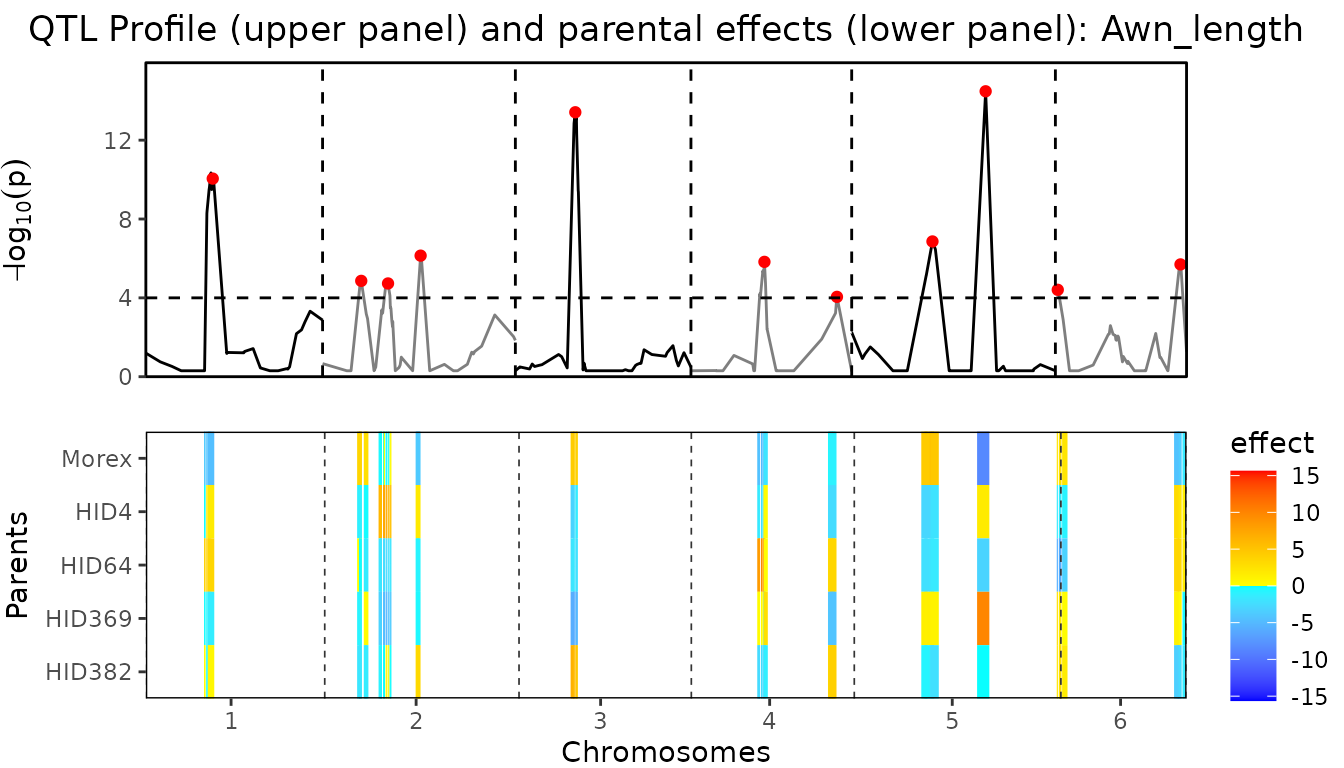 QTL Profile (upper panel) and parental effects (lower panel): Awn_length
−log10(p)
12
8
4
0
Parents
Morex
HID4
HID64
HID369
HID382
effect
15
10
5
0
-5
-10
-15
1 2 3 4 5 6
Chromosomes